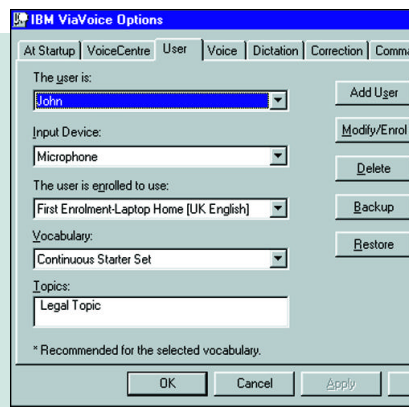 IBM ViaVoice Options
At Startup VoiceCentre User Voice Dictation Correction Comma
The user is:
John
Add User
Input Device:
Modify/Enrol
Microphone
Delete
The user is enrolled to use:
First Enrolment-Laptop Home [UK English]
Backup
Vocabulary:
Continuous Starter Set
Restore
Topics:
Legal Topic
* Recommended for the selected vocabulary.
OK Cancel Apply